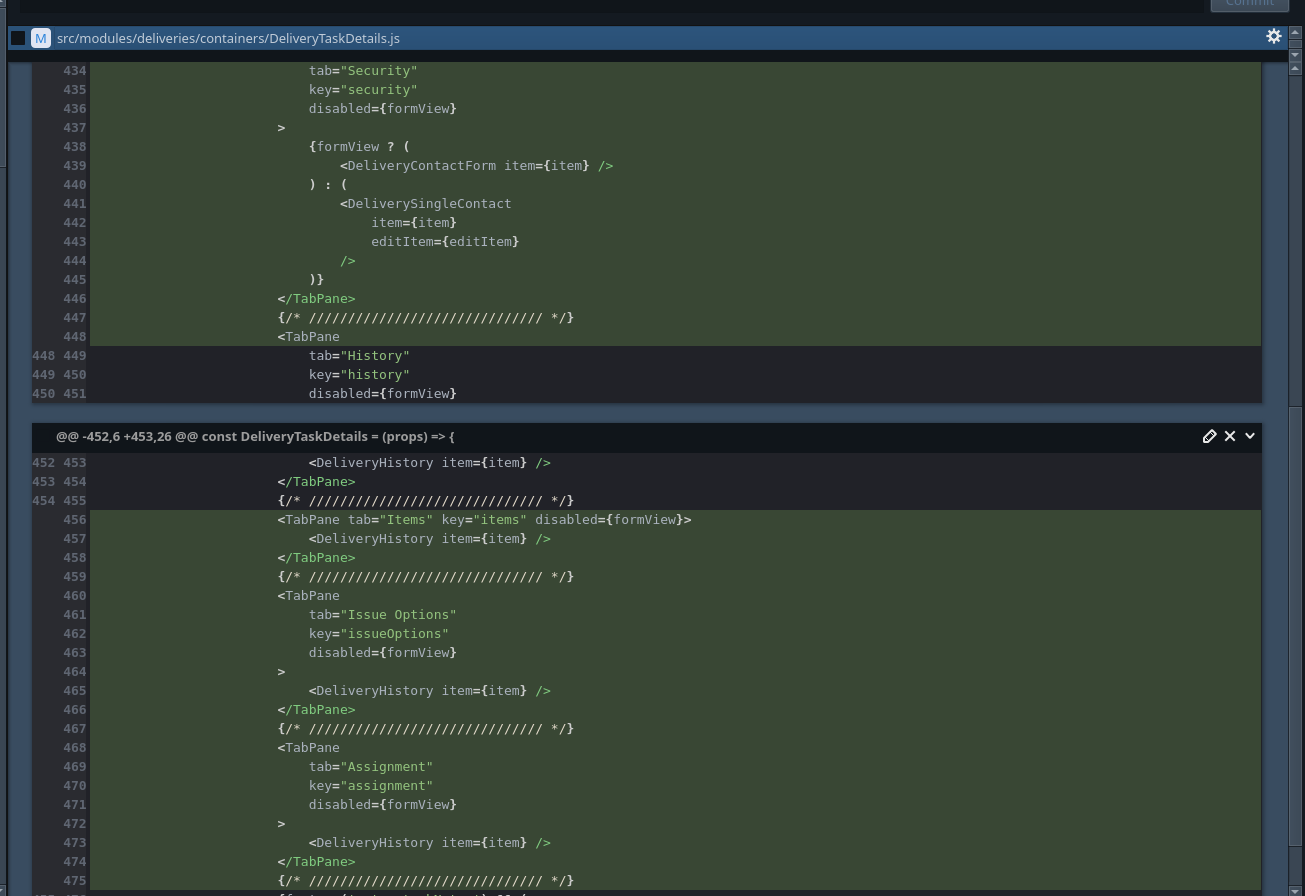 Commit
M src/modules/deliveries/containers/DeliveryTaskDetails.js
434 tab="Security"
435 key="security"
436 disabled={formView}
437 >
438 {formView ? (
439 <DeliveryContactForm item={item} />
440 ) : (
441 <DeliverySingleContact
442 item={item}
443 editItem={editItem}
444 />
445 )}
446 </TabPane>
447 {/* ////////////////////////////// */}
448 <TabPane
448 449 tab="History"
449 450 key="history"
450 451 disabled={formView}
@@ -452,6 +453,26 @@ const DeliveryTaskDetails = (props) => {
452 453 <DeliveryHistory item={item} />
453 454 </TabPane>
454 455 {/* ////////////////////////////// */}
456 <TabPane tab="Items" key="items" disabled={formView}>
457 <DeliveryHistory item={item} />
458 </TabPane>
459 {/* ////////////////////////////// */}
460 <TabPane
461 tab="Issue Options"
462 key="issueOptions"
463 disabled={formView}
464 >
465 <DeliveryHistory item={item} />
466 </TabPane>
467 {/* ////////////////////////////// */}
468 <TabPane
469 tab="Assignment"
470 key="assignment"
471 disabled={formView}
472 >
473 <DeliveryHistory item={item} />
474 </TabPane>
475 {/* ////////////////////////////// */}